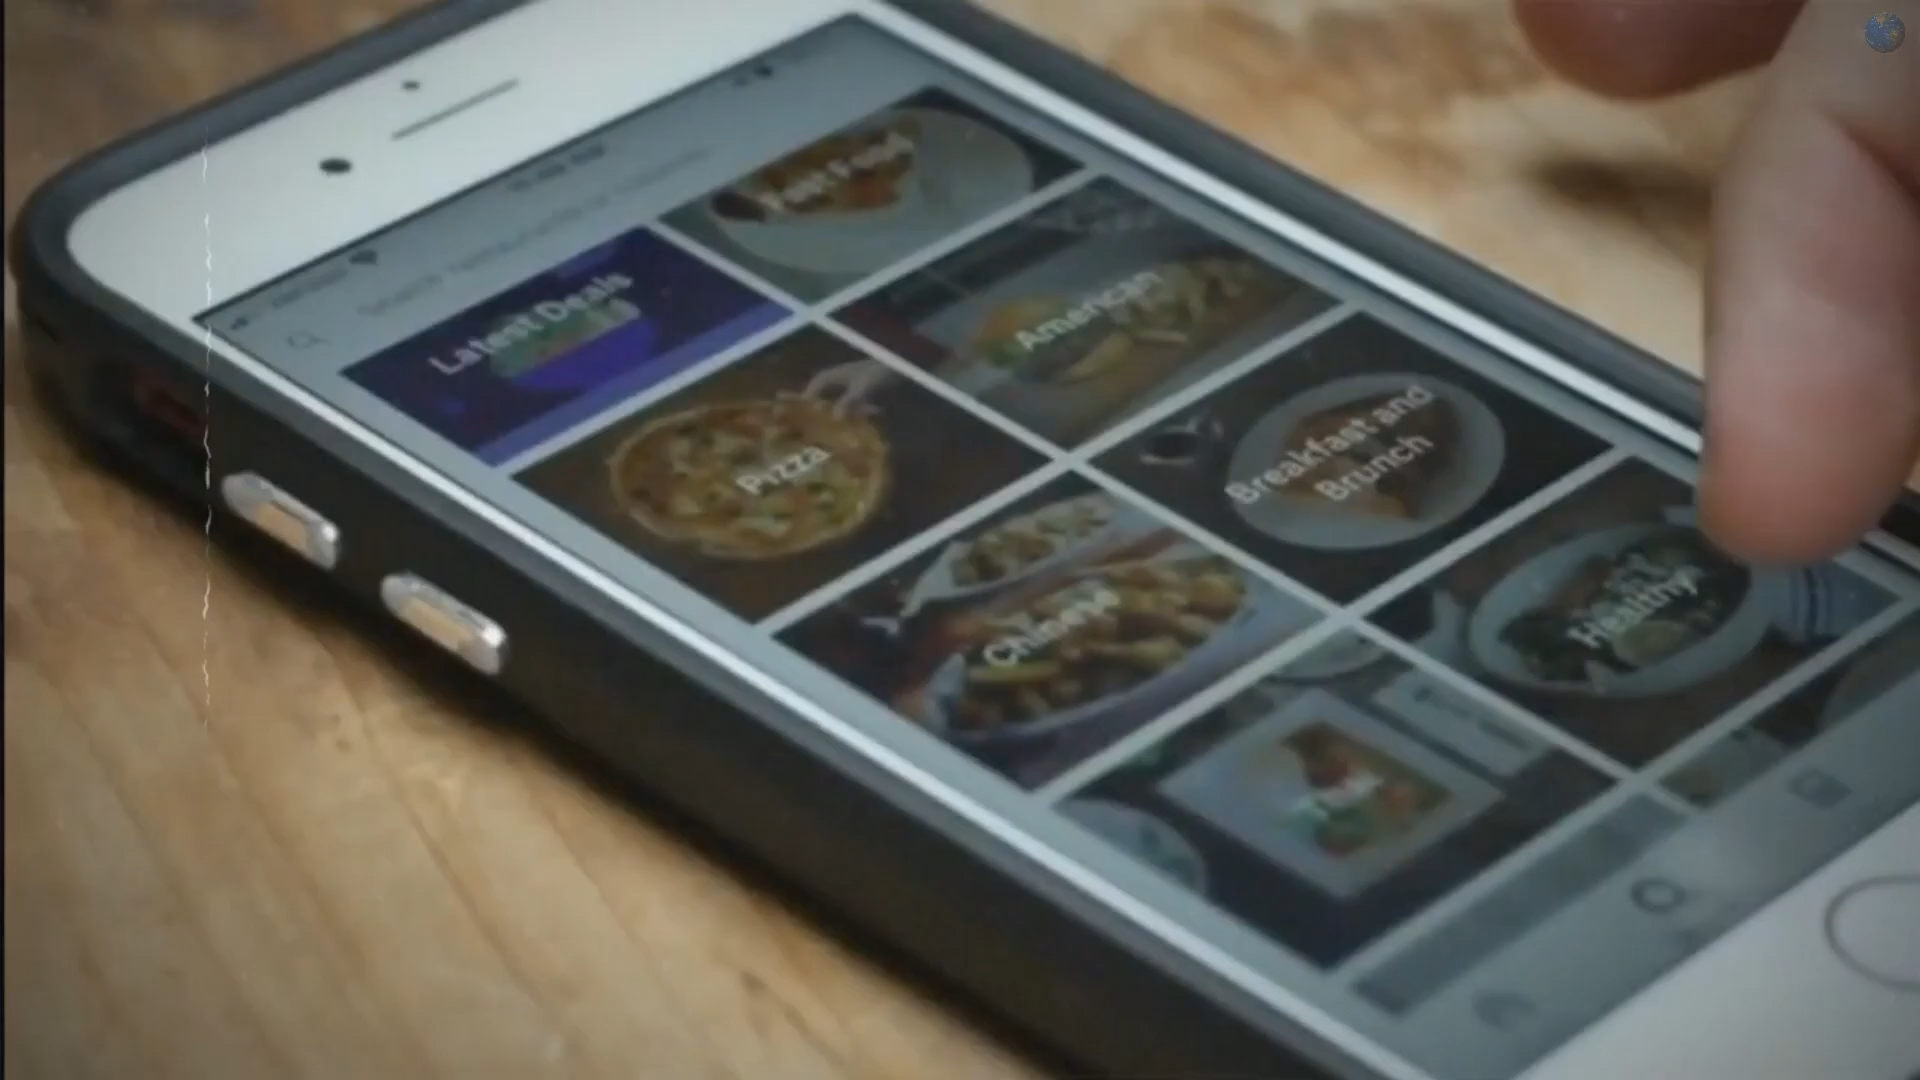 Latest Deals
Fast Food
Pizza
American
Chinese
Breakfast and
Brunch
Healthy